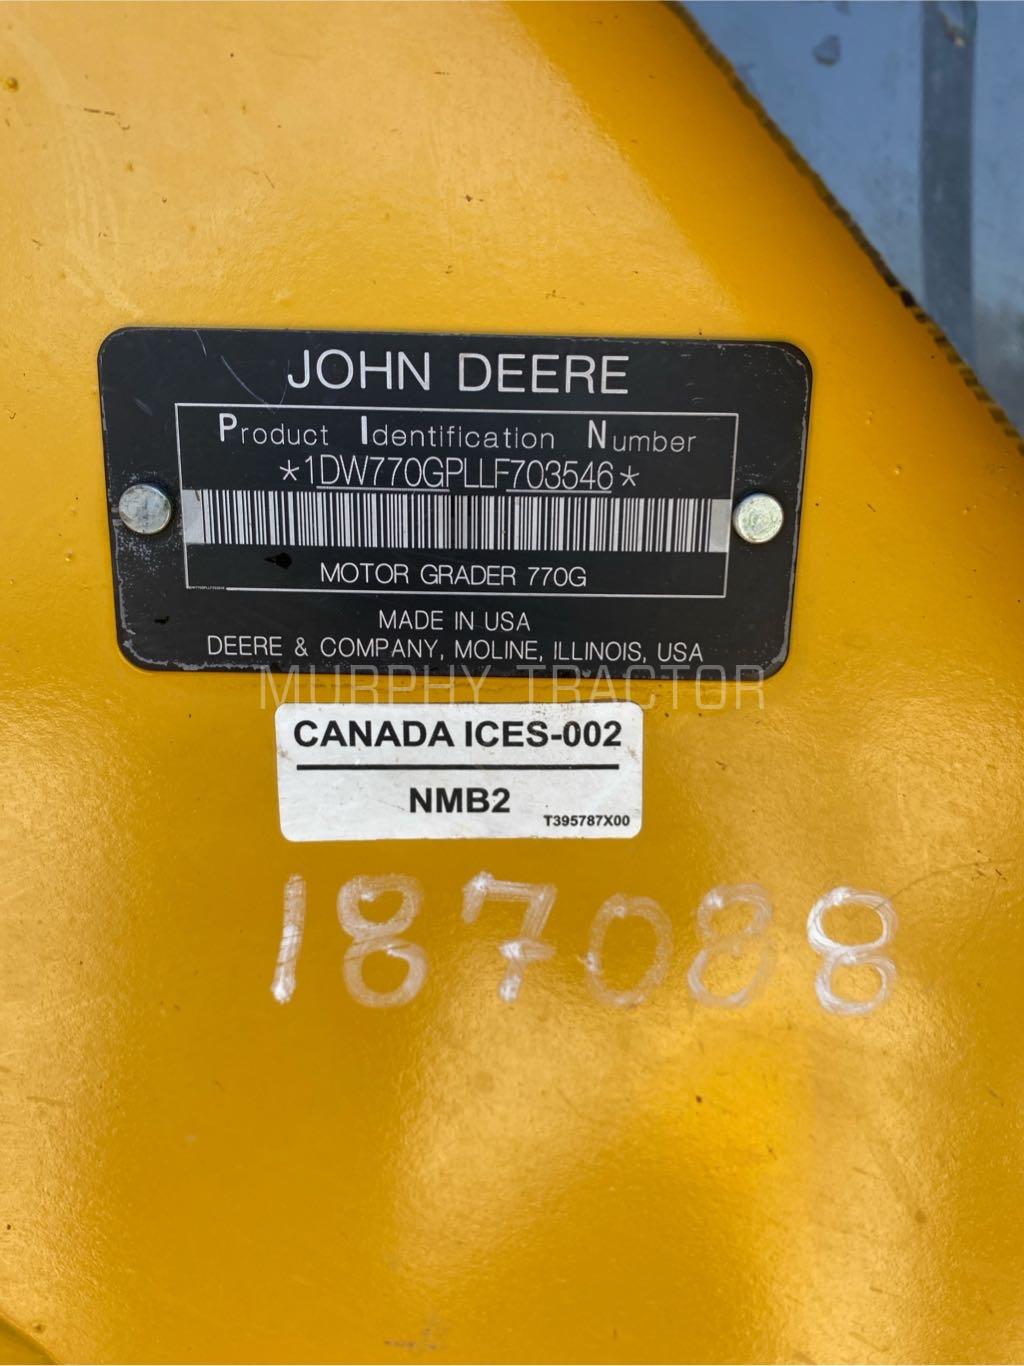 JOHN DEERE
Product Identification Number
*1DW770GPLLF703546*
MOTOR GRADER 770G
MADE IN USA
DEERE & COMPANY, MOLINE, ILLINOIS, USA
MURPHY TRACTOR
CANADA ICES-002
NMB2
T395787X00
187088